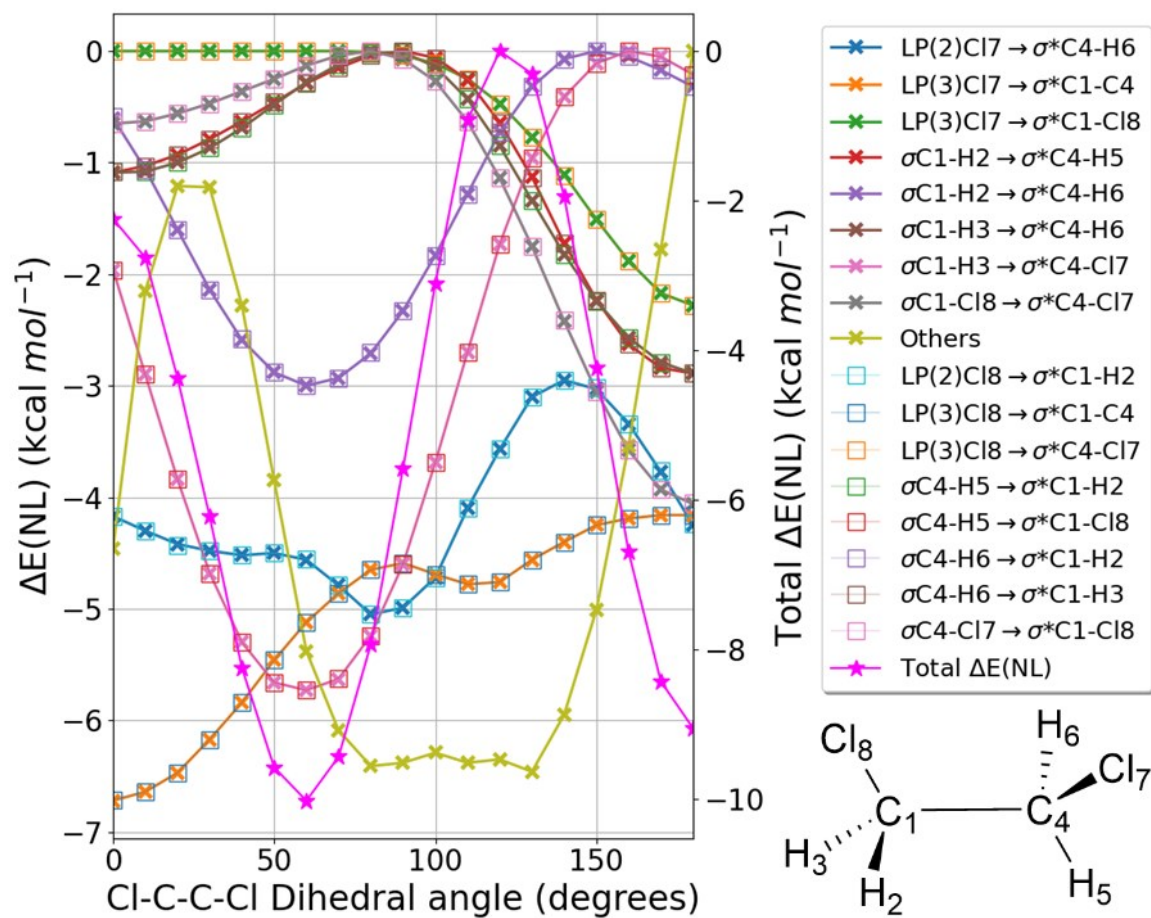 0
−1
−2
−3
−4
−5
−6
−7
ΔE(NL) (kcal mol⁻¹)
0
50
100
150
Cl-C-C-Cl Dihedral angle (degrees)
0
−2
−4
−6
−8
−10
Total ΔE(NL) (kcal mol⁻¹)
LP(2)Cl7→σ*C4-H6
LP(3)Cl7→σ*C1-C4
LP(3)Cl7→σ*C1-Cl8
σC1-H2→σ*C4-H5
σC1-H2→σ*C4-H6
σC1-H3→σ*C4-H6
σC1-H3→σ*C4-Cl7
σC1-Cl8→σ*C4-Cl7
Others
LP(2)Cl8→σ*C1-H2
LP(3)Cl8→σ*C1-C4
LP(3)Cl8→σ*C4-Cl7
σC4-H5→σ*C1-H2
σC4-H5→σ*C1-Cl8
σC4-H6→σ*C1-H2
σC4-H6→σ*C1-H3
σC4-Cl7→σ*C1-Cl8
Total ΔE(NL)
Cl₈
H₆
Cl₇
C₁
C₄
H₃
H₂
H₅